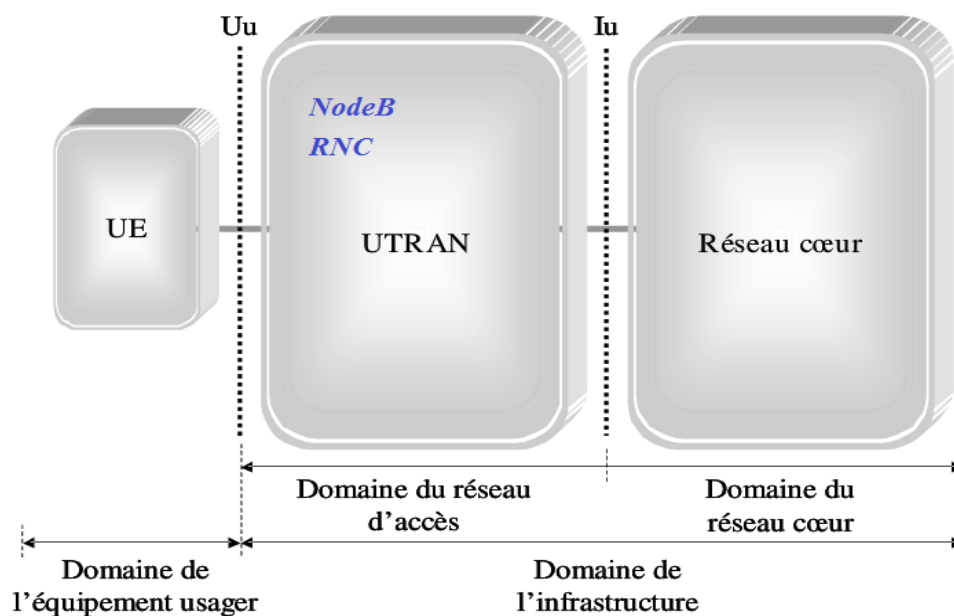 Uu
Iu
NodeB
RNC
UE
UTRAN
Réseau cœur
Domaine du réseau
d'accès
Domaine du
réseau cœur
Domaine de
l'équipement usager
Domaine de
l'infrastructure